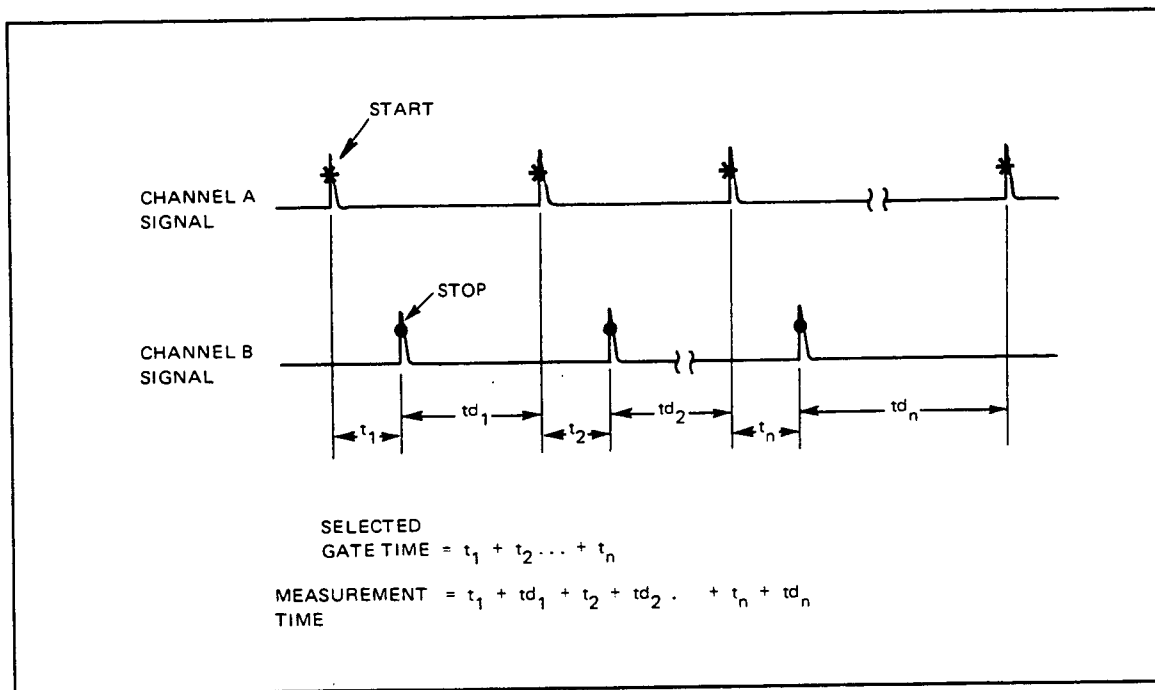 START
CHANNEL A
SIGNAL
STOP
CHANNEL B
SIGNAL
t1 td1 t2 td2 tn tdn
SELECTED
GATE TIME = t1 + t2 ... + tn
MEASUREMENT = t1 + td1 + t2 + td2 . + tn + tdn
TIME